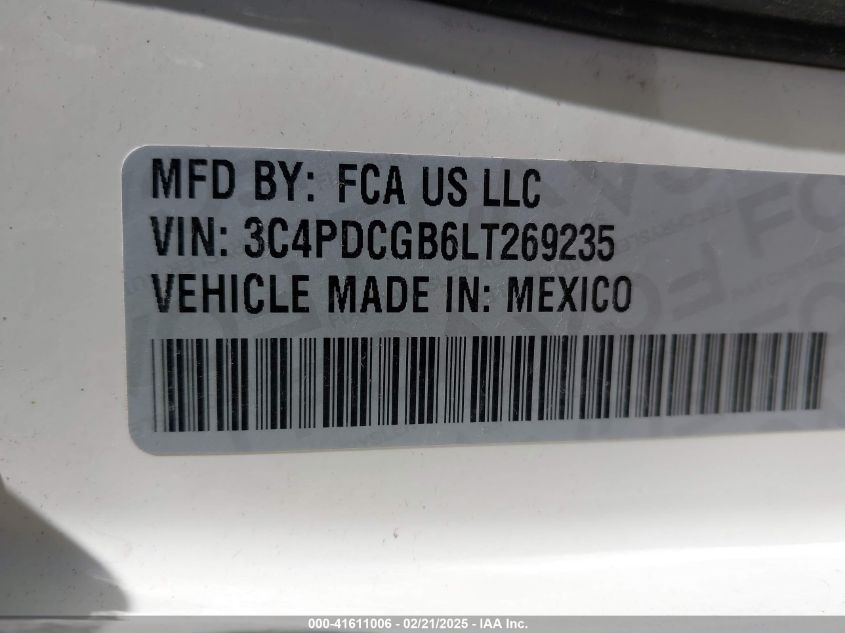 MFD BY: FCA US LLC
VIN: 3C4PDCGB6LT269235
VEHICLE MADE IN: MEXICO
000-41611006 - 02/21/2025 - IAA Inc.